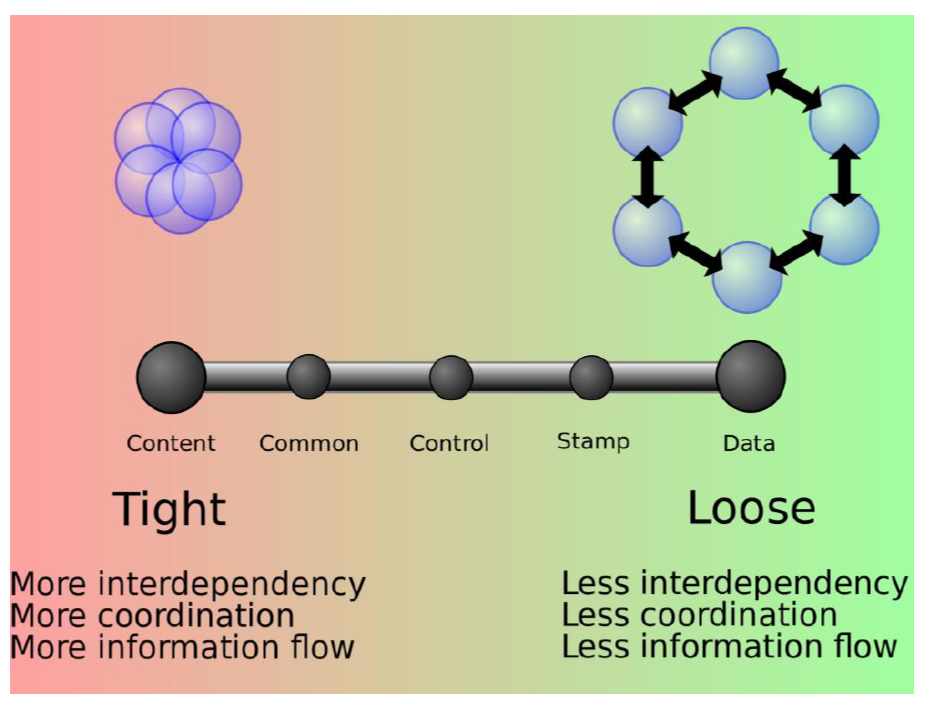 Content Common Control Stamp Data
Tight Loose
More interdependency
More coordination
More information flow
Less interdependency
Less coordination
Less information flow